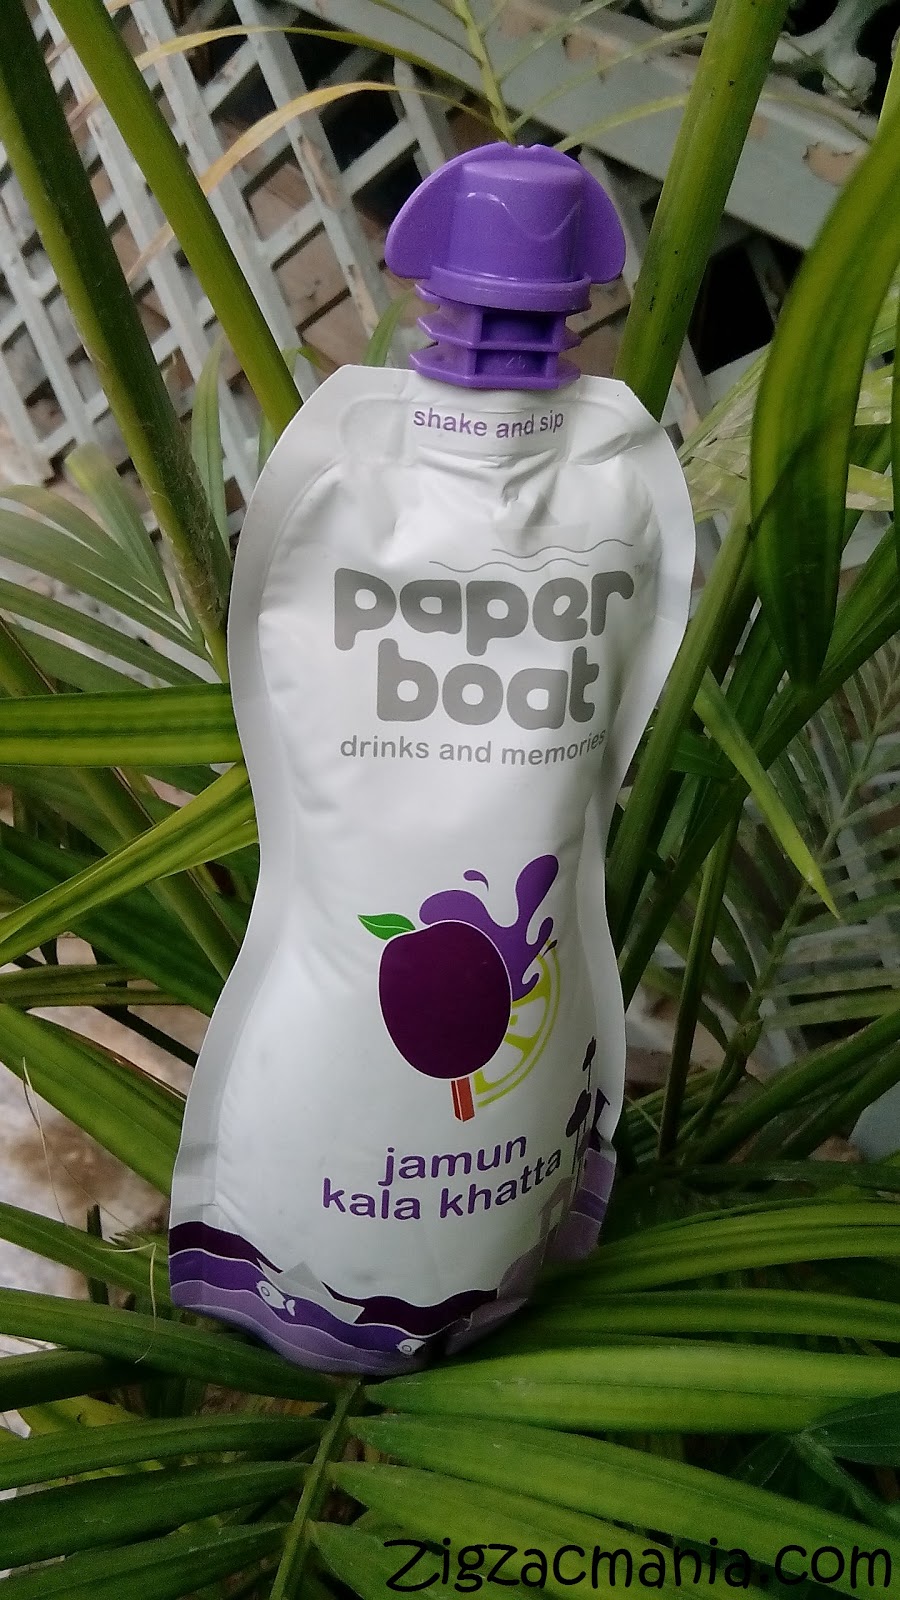 shake and sip
paper
boat
drinks and memories
jamun
kala khatta
Zigzacmania.com